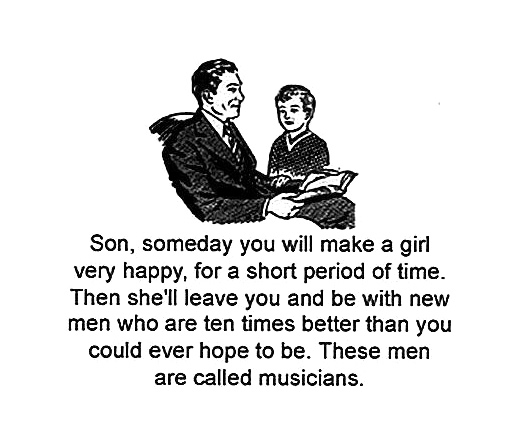 Son, someday you will make a girl
very happy, for a short period of time.
Then she'll leave you and be with new
men who are ten times better than you
could ever hope to be. These men
are called musicians.